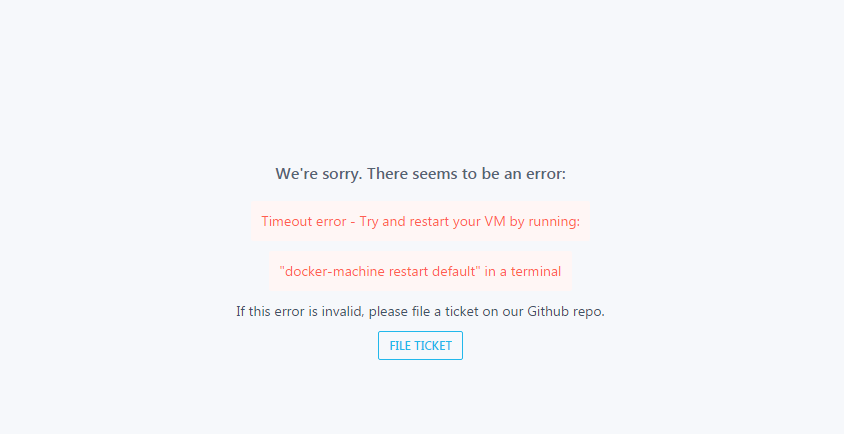 We're sorry. There seems to be an error:
Timeout error - Try and restart your VM by running:
"docker-machine restart default" in a terminal
If this error is invalid, please file a ticket on our Github repo.
FILE TICKET